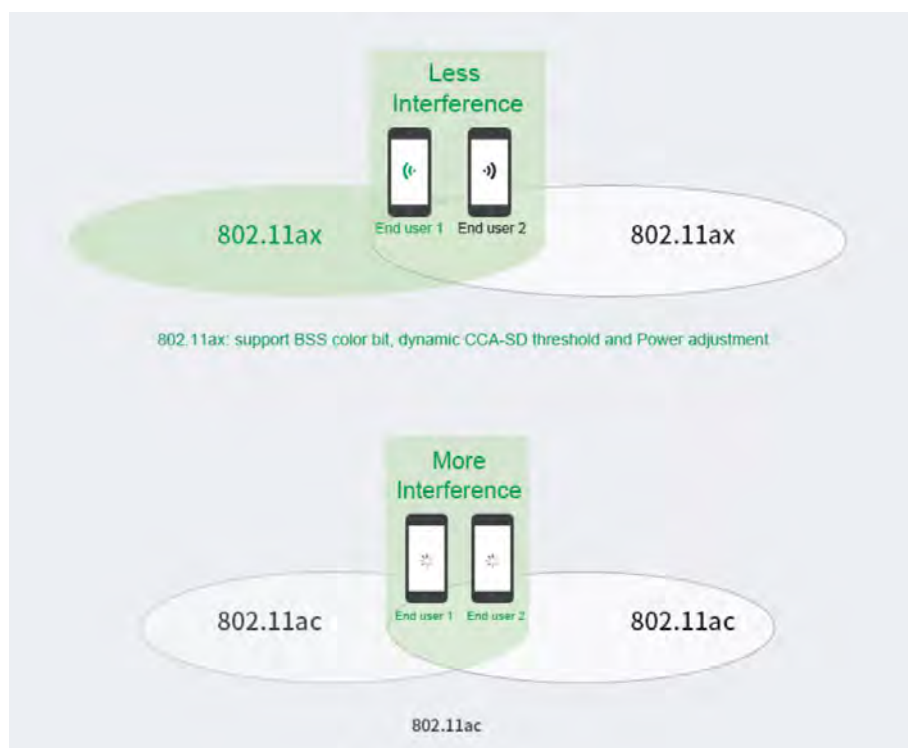 Less
Interference
End user 1 End user 2
802.11ax
802.11ax
802.11ax: support BSS color bit, dynamic CCA-SD threshold and Power adjustment
More
Interference
End user 1 End user 2
802.11ac
802.11ac
802.11ac